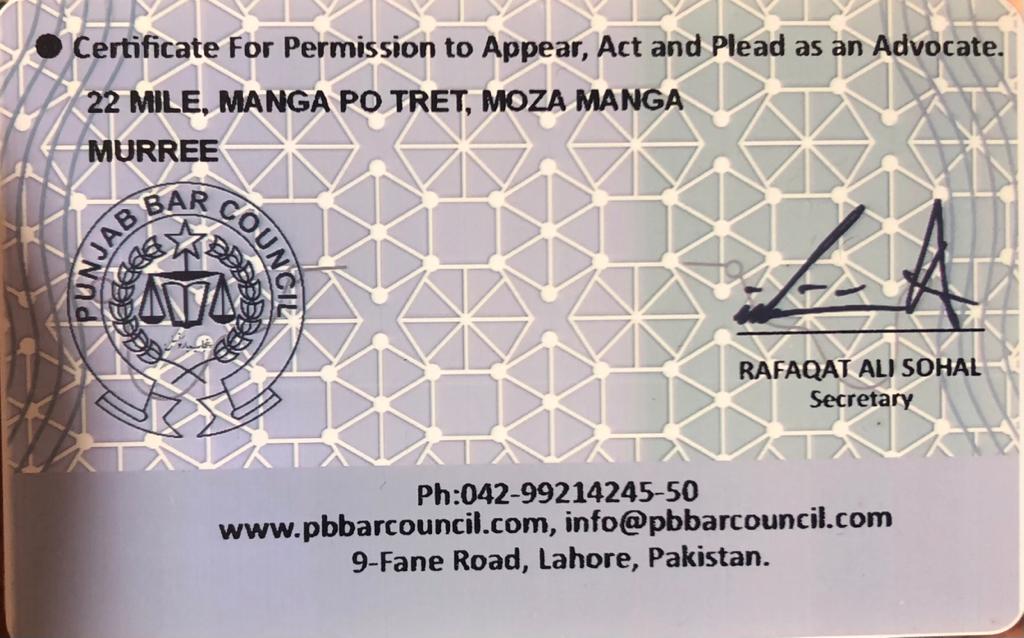 ● Certificate For Permission to Appear, Act and Plead as an Advocate.
22 MILE, MANGA PO TRET, MOZA MANGA
MURREE
PUNJAB BAR COUNCIL
RAFAQAT ALI SOHAL
Secretary
Ph:042-99214245-50
www.pbbarcouncil.com, info@pbbarcouncil.com
9-Fane Road, Lahore, Pakistan.